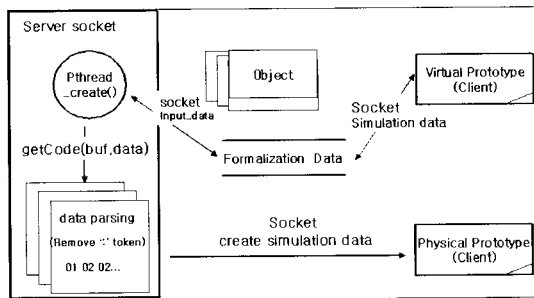 Server socket
Pthread
_create()
getCode(buf,data)
data parsing
(Remove ':' token)
01 02 02...
socket
Input_data
Object
Formalization Data
Socket
Simulation data
Virtual Prototype
(Client)
Socket
create simulation data
Physical Prototype
(Client)